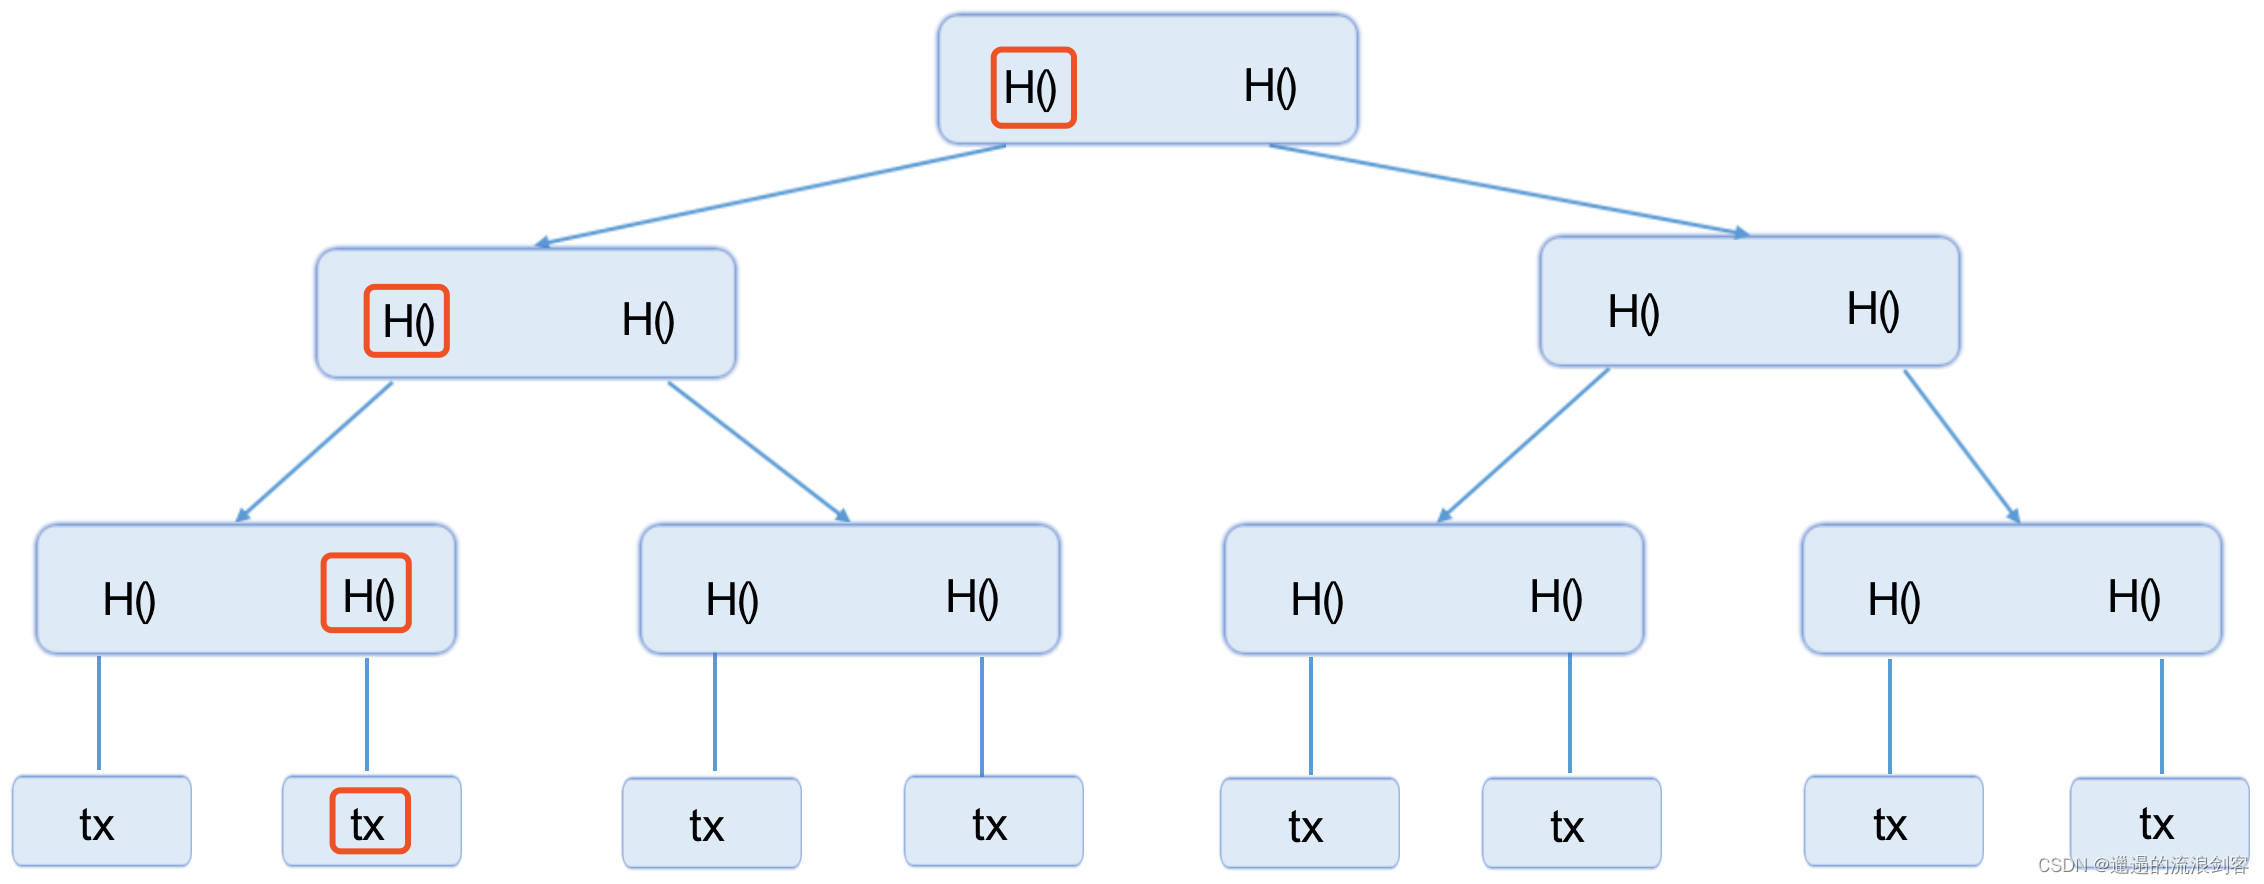 H() H()
H() H() H() H()
H() H() H() H() H() H() H() H()
tx tx tx tx tx tx tx tx
CSDN @邋遢的流浪剑客